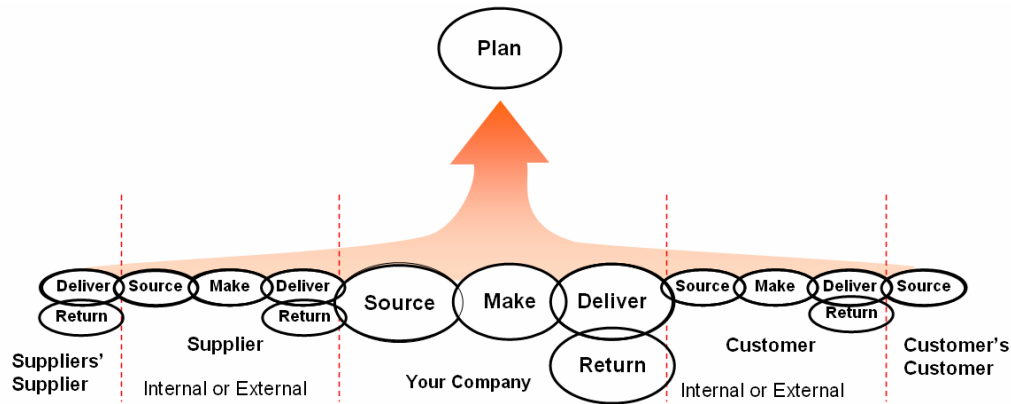 Plan
Deliver
Source
Make
Deliver
Source
Make
Deliver
Source
Make
Deliver
Source
Return
Return
Return
Return
Supplier
Customer
Suppliers’
Supplier
Customer’s
Customer
Internal or External
Your Company
Internal or External